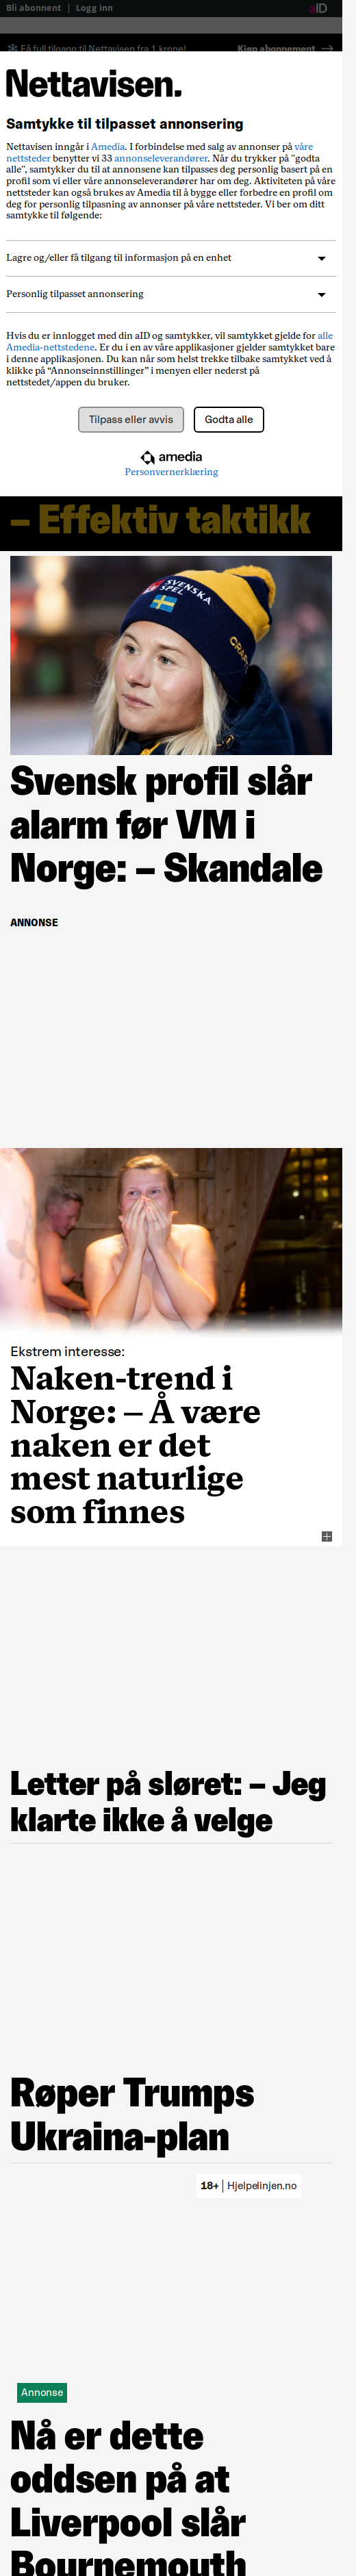 Bli abonnent | Logg inn
aID
Få full tilgang til Nettavisen fra 1 krone!
Kjøp abonnement
Nettavisen.
Samtykke til tilpasset annonsering
Nettavisen inngår i Amedia. I forbindelse med salg av annonser på våre
nettsteder benytter vi 33 annonseleverandører. Når du trykker på "godta
alle", samtykker du til at annonsene kan tilpasses deg personlig basert på en
profil som vi eller våre annonseleverandører har om deg. Aktiviteten på våre
nettsteder kan også brukes av Amedia til å bygge eller forbedre en profil om
deg for personlig tilpasning av annonser på våre nettsteder. Vi ber om ditt
samtykke til følgende:
Lagre og/eller få tilgang til informasjon på en enhet
Personlig tilpasset annonsering
Hvis du er innlogget med din aID og samtykker, vil samtykket gjelde for alle
Amedia-nettstedene. Er du i en av våre applikasjoner gjelder samtykket bare
i denne applikasjonen. Du kan når som helst trekke tilbake samtykket ved å
klikke på “Annonseinnstillinger” i menyen eller nederst på
nettstedet/appen du bruker.
Tilpass eller avvis
Godta alle
amedia
Personvernerklæring
– Effektiv taktikk
SVENSKA
SPEL
CRAF
Svensk profil slår
alarm før VM i
Norge: – Skandale
ANNONSE
Ekstrem interesse:
Naken-trend i
Norge: – Å være
naken er det
mest naturlige
som finnes
Letter på sløret: – Jeg
klarte ikke å velge
Røper Trumps
Ukraina-plan
18+ | Hjelpelinjen.no
Annonse
Nå er dette
oddsen på at
Liverpool slår
Bournemouth